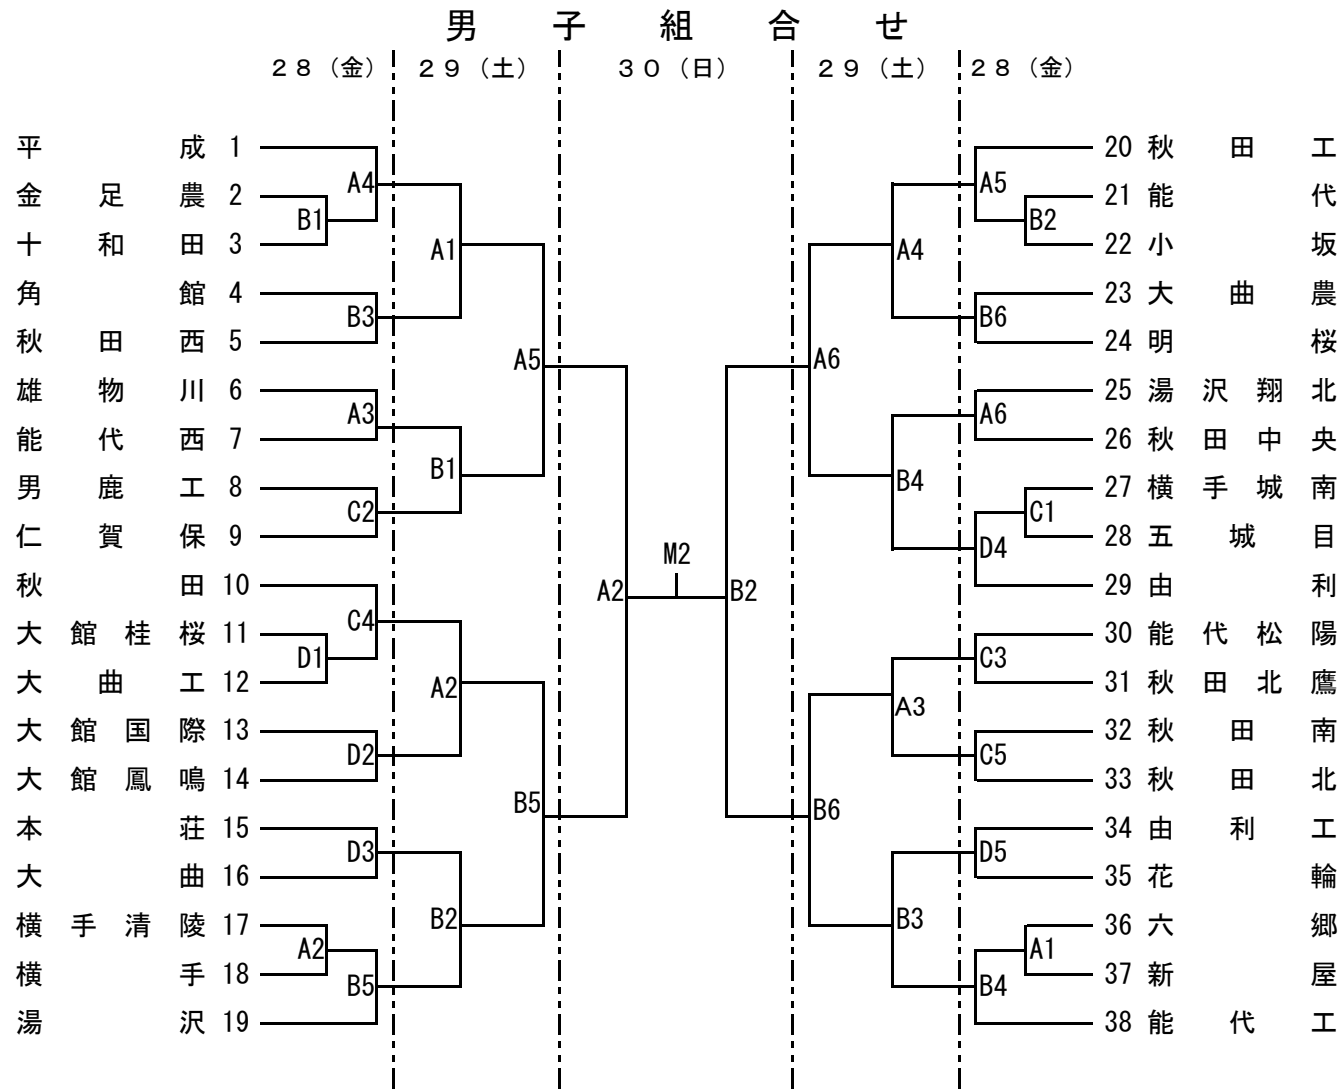 男子組合せ
28（金） 29（土） 30（日） 29（土） 28（金）
平成 1 20 秋田工
A4 A5
金足農 2 21 能代
B1 B2
十和田 3 22 小坂
A1 A4
角館 4 23 大曲農
B3 B6
秋田西 5 24 明桜
A5 A6
雄物川 6 25 湯沢翔北
A3 A6
能代西 7 26 秋田中央
B1 B4
男鹿工 8 27 横手城南
C2 C1
仁賀保 9 28 五城目
M2 D4
秋田 10 29 由利
A2 B2
C4
大館桂桜 11 30 能代松陽
D1 C3
大曲工 12 31 秋田北鷹
A2 A3
大館国際 13 32 秋田南
D2 C5
大館鳳鳴 14 33 秋田北
B5 B6
本荘 15 34 由利工
D3 D5
大曲 16 35 花輪
B2 B3
横手清陵 17 36 六郷
A2 A1
横手 18 37 新屋
B5 B4
湯沢 19 38 能代工